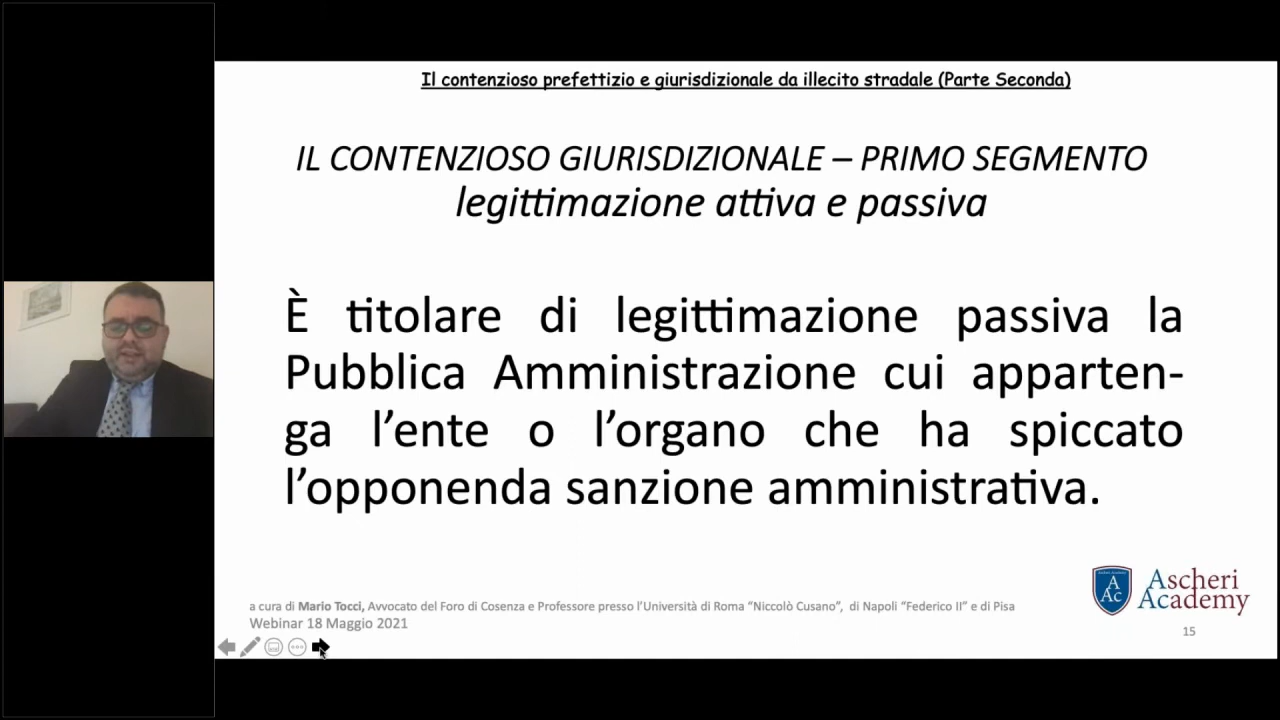 Il contenzioso prefettizio e giurisdizionale da illecito stradale (Parte Seconda)
IL CONTENZIOSO GIURISDIZIONALE – PRIMO SEGMENTO
legittimazione attiva e passiva
È titolare di legittimazione passiva la
Pubblica Amministrazione cui apparten-
ga l’ente o l’organo che ha spiccato
l’opponenda sanzione amministrativa.
A
Ac
Ascheri
Academy
a cura di Mario Tocci, Avvocato del Foro di Cosenza e Professore presso l’Università di Roma “Niccolò Cusano”, di Napoli “Federico II” e di Pisa
Webinar 18 Maggio 2021
15